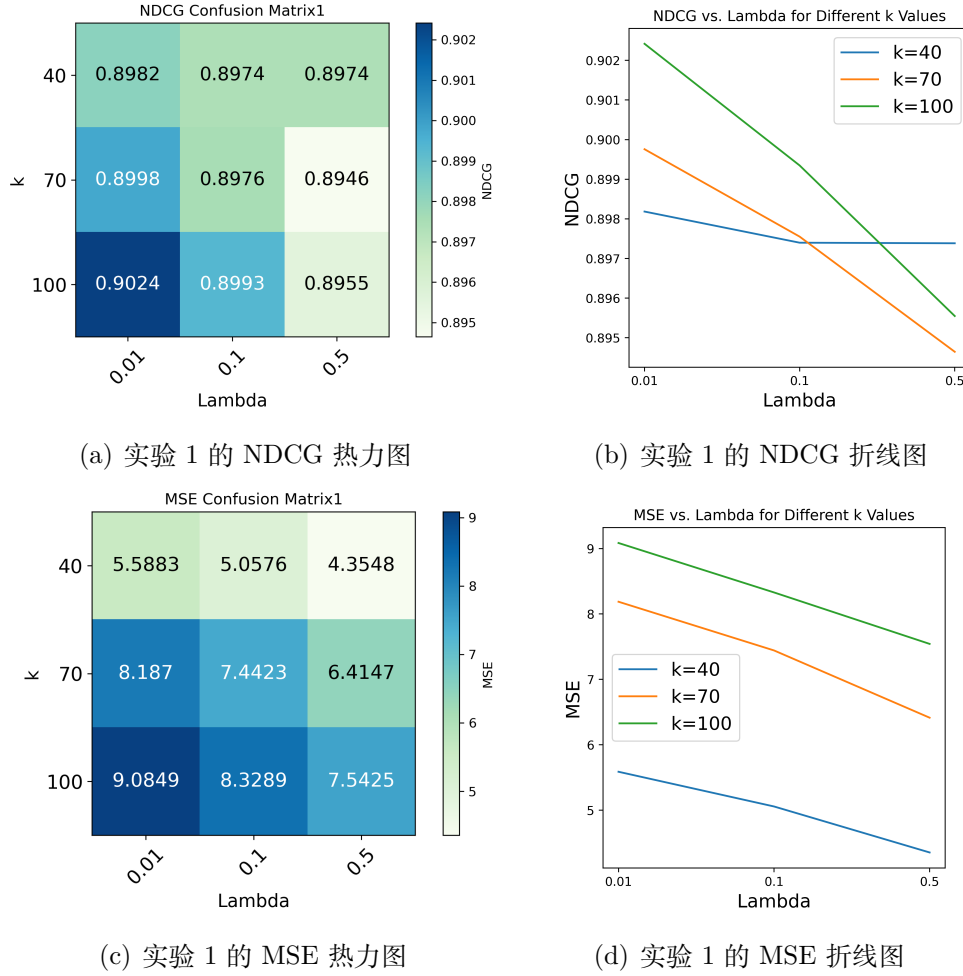 NDCG Confusion Matrix1
40
70
100
k
0.8982 0.8974 0.8974
0.8998 0.8976 0.8946
0.9024 0.8993 0.8955
0.01 0.1 0.5
Lambda
0.902
0.901
0.900
0.899
0.898
0.897
0.896
0.895
NDCG
(a) 实验 1 的 NDCG 热力图
NDCG vs. Lambda for Different k Values
k=40
k=70
k=100
0.902
0.901
0.900
0.899
0.898
0.897
0.896
0.895
NDCG
0.01 0.1 0.5
Lambda
(b) 实验 1 的 NDCG 折线图
MSE Confusion Matrix1
40
70
100
k
5.5883 5.0576 4.3548
8.187 7.4423 6.4147
9.0849 8.3289 7.5425
0.01 0.1 0.5
Lambda
9
8
7
6
5
MSE
(c) 实验 1 的 MSE 热力图
MSE vs. Lambda for Different k Values
9
8
7
6
5
MSE
k=40
k=70
k=100
0.01 0.1 0.5
Lambda
(d) 实验 1 的 MSE 折线图